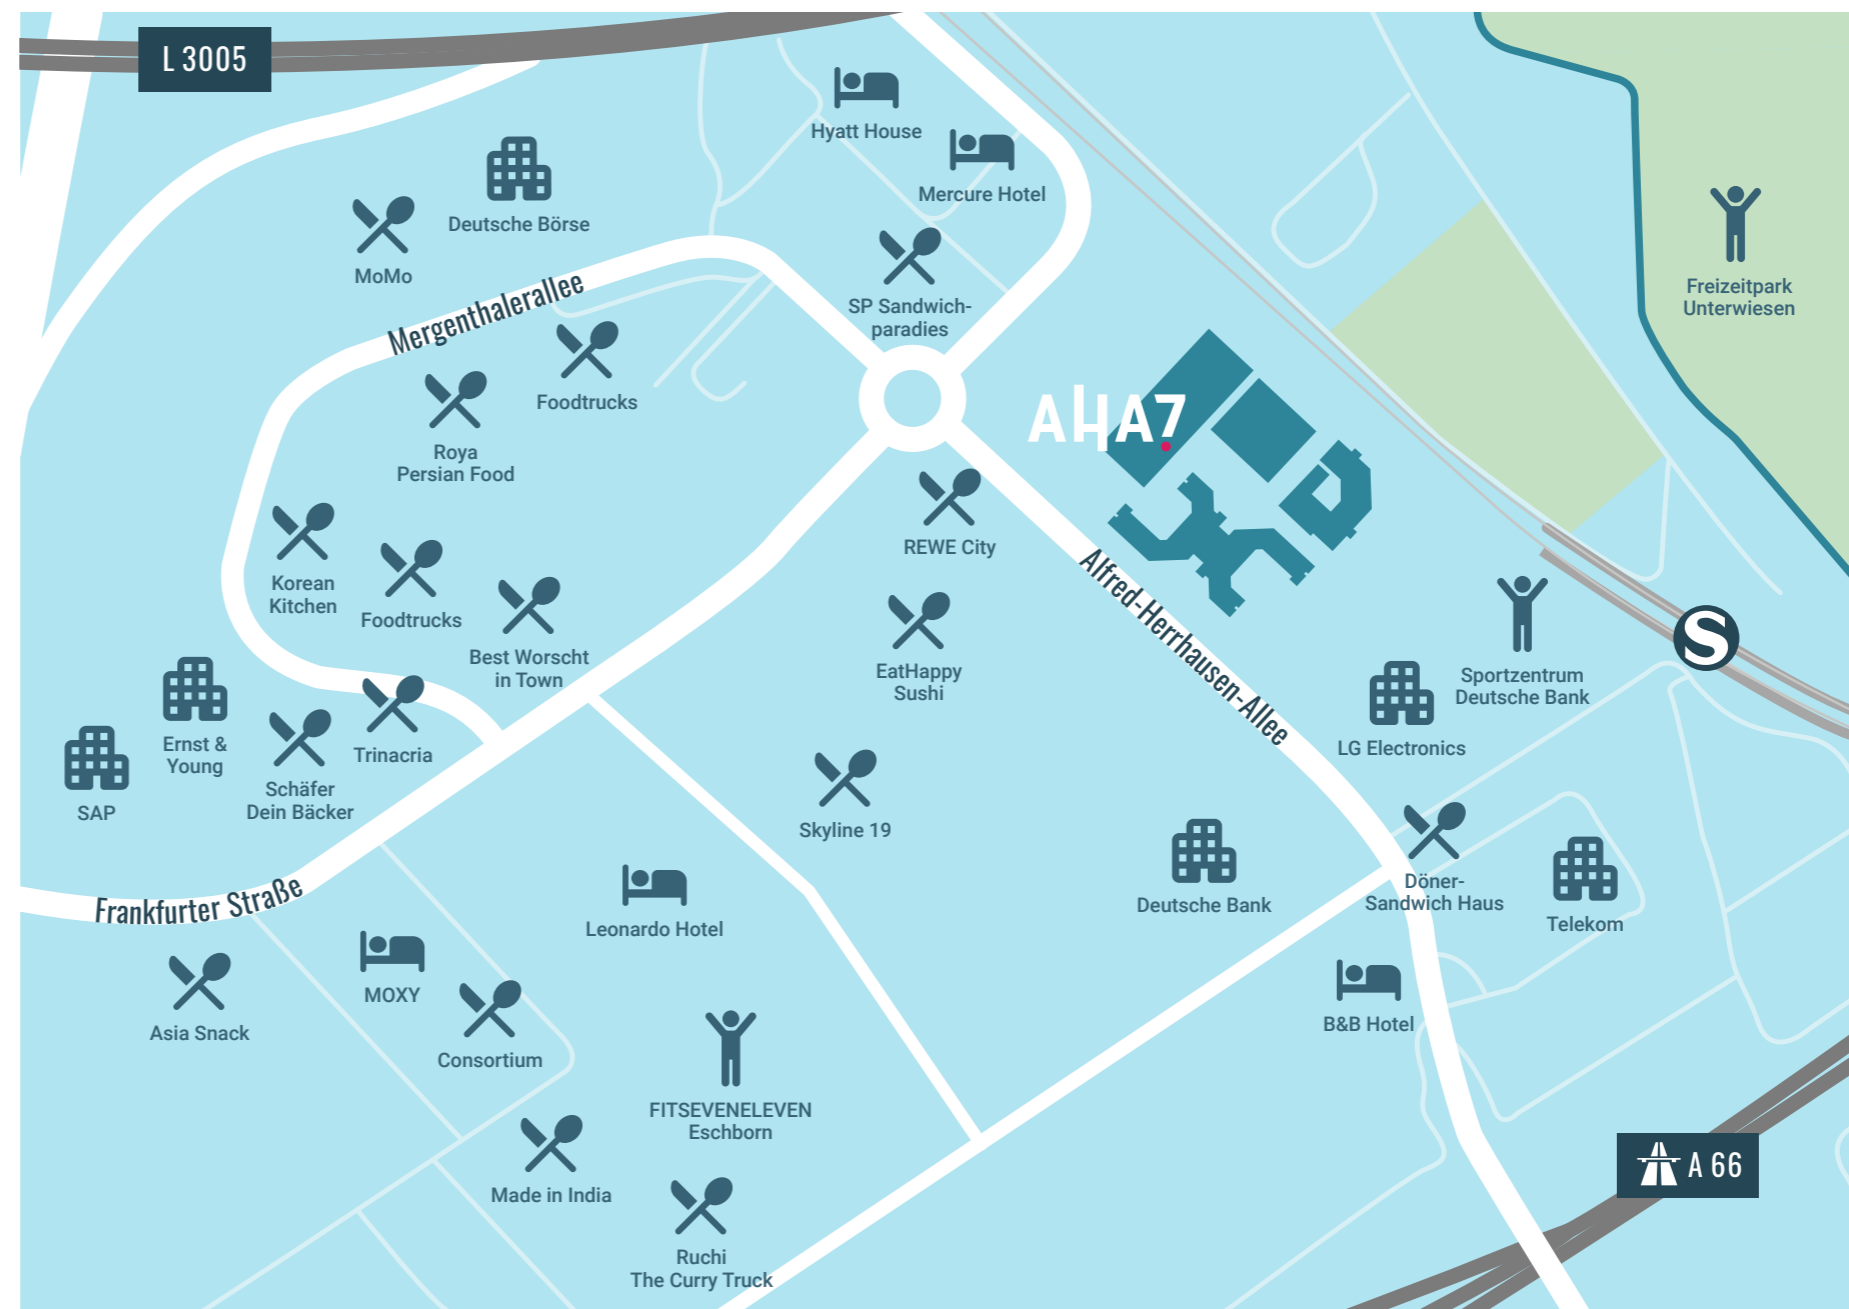 L 3005
Hyatt House
Mercure Hotel
Deutsche Börse
MoMo
Mergenthalerallee
SP Sandwich-
paradies
Freizeitpark
Unterwiesen
Foodtrucks
Roya
Persian Food
AHA7
REWE City
Korean
Kitchen
Foodtrucks
Best Worscht
in Town
EatHappy
Sushi
Alfred-Herrhausen-Allee
S
Sportzentrum
Deutsche Bank
LG Electronics
Ernst &
Young
SAP
Schäfer
Dein Bäcker
Trinacria
Skyline 19
Frankfurter Straße
Leonardo Hotel
Deutsche Bank
Döner-
Sandwich Haus
Telekom
MOXY
Asia Snack
Consortium
B&B Hotel
FITSEVENELEVEN
Eschborn
A 66
Made in India
Ruchi
The Curry Truck